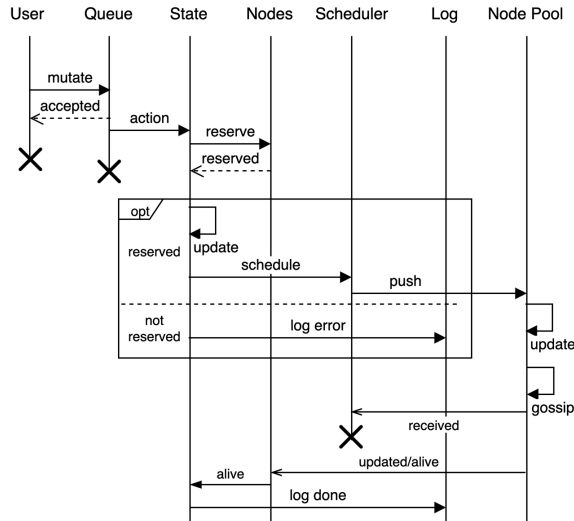 User Queue State Nodes Scheduler Log Node Pool
mutate
accepted
action
reserve
reserved
opt
update
reserved
schedule
push
not
reserved
log error
update
gossip
received
updated/alive
alive
log done